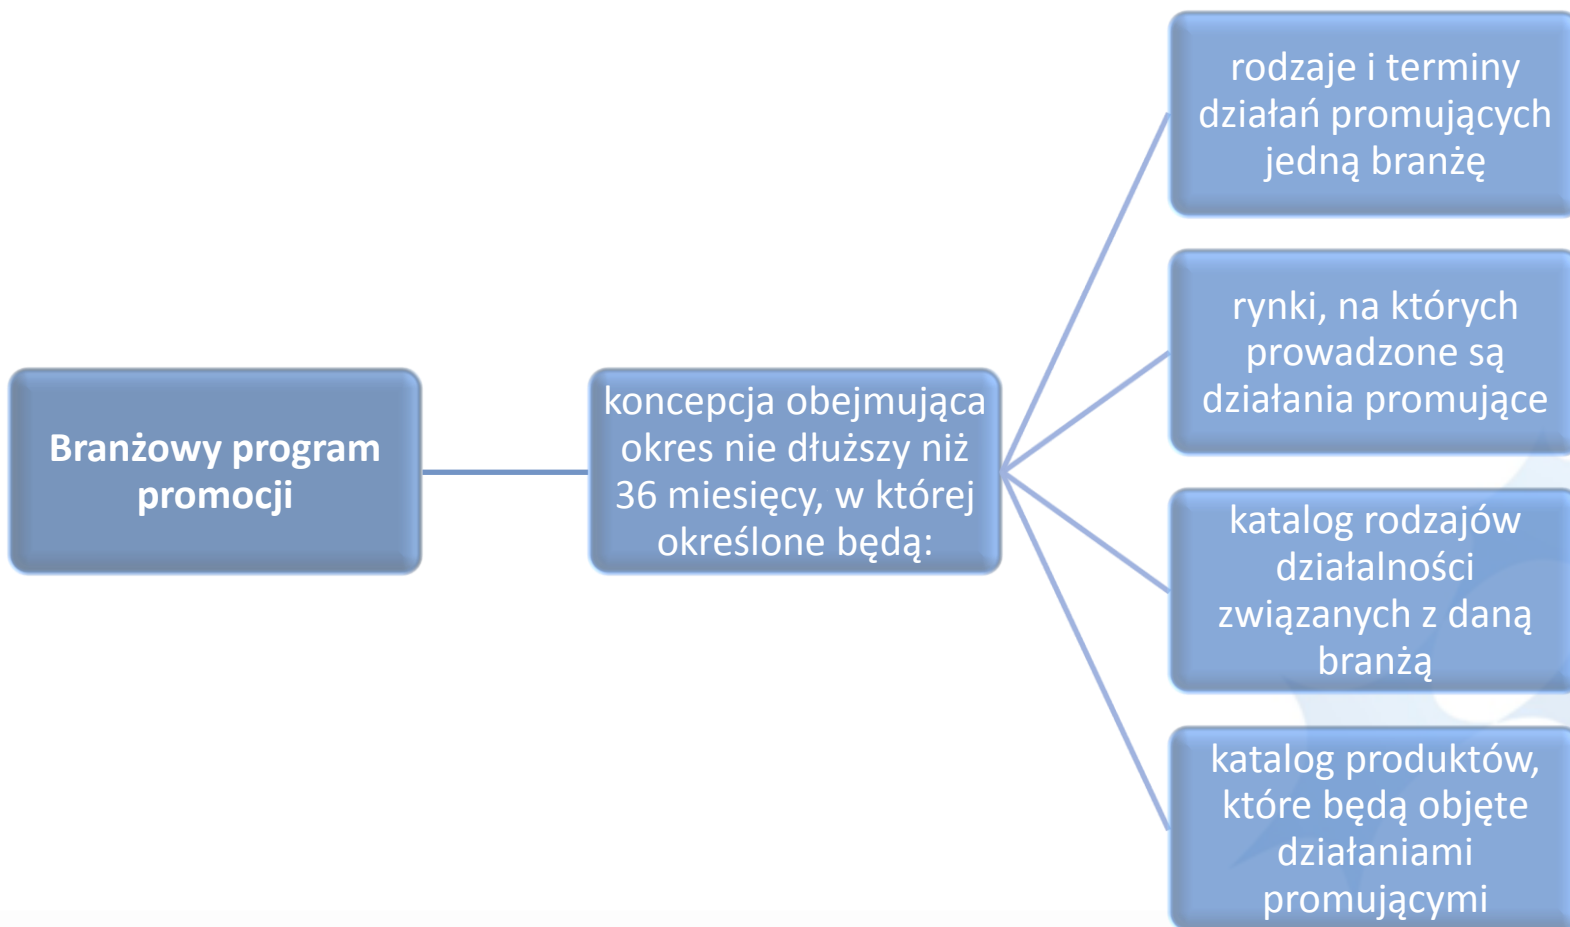 Branżowy program
promocji
koncepcja obejmująca
okres nie dłuższy niż
36 miesięcy, w której
określone będą:
rodzaje i terminy
działań promujących
jedną branżę
rynki, na których
prowadzone są
działania promujące
katalog rodzajów
działalności
związanych z daną
branżą
katalog produktów,
które będą objęte
działaniami
promującymi